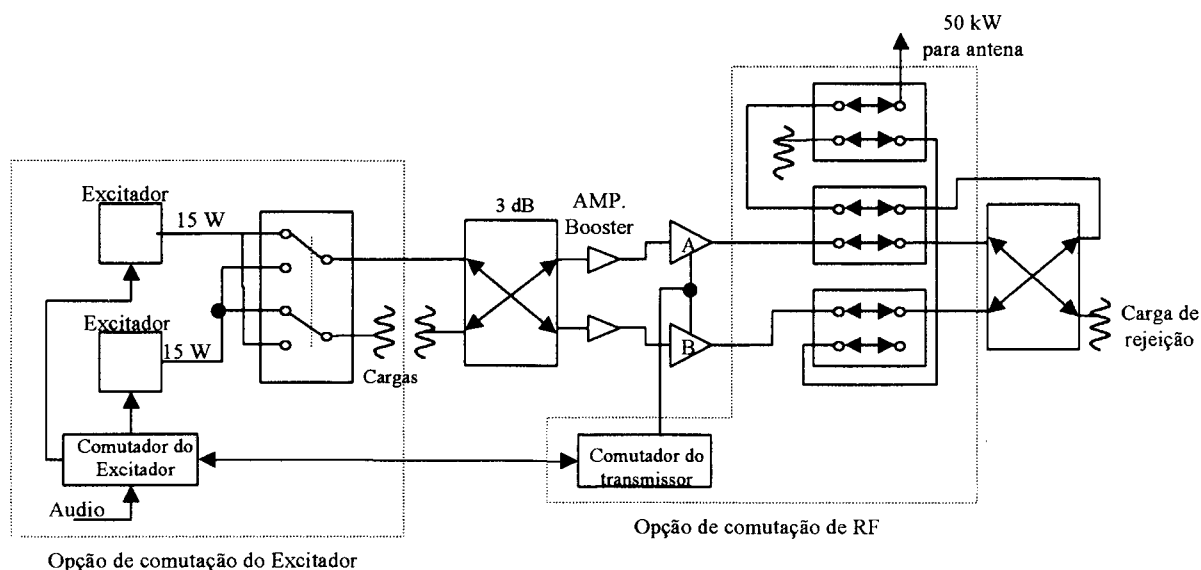 50 kW
para antena
Excitador
15 W
3 dB
AMP.
Booster
A
Excitador
15 W
B
Cargas
Carga de
rejeição
Comutador do
Excitador
Comutador do
transmissor
Audio
Opção de comutação de RF
Opção de comutação do Excitador